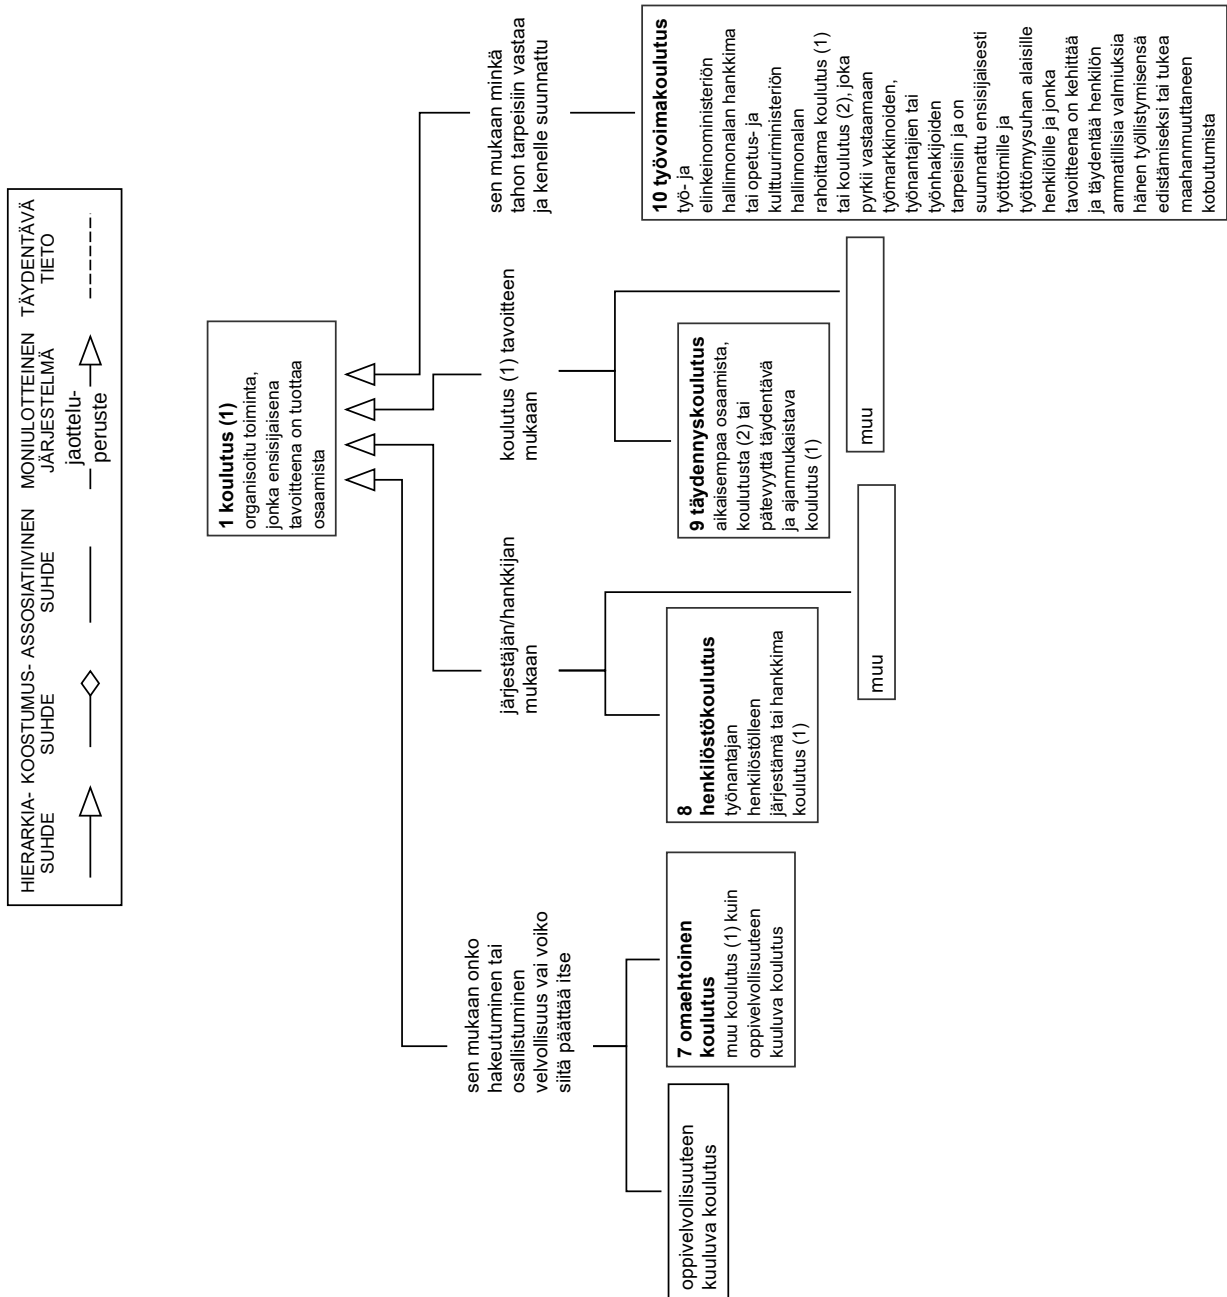 HIERARKIA- KOOSTUMUS- ASSOSIATIIVINEN MONIULOTTEINEN TÄYDENTÄVÄ
SUHDE SUHDE SUHDE JÄRJESTELMÄ TIETO
jaottelu-
peruste
1 koulutus (1)
organisoitu toiminta,
jonka ensisijaisena
tavoitteena on tuottaa
osaamista
sen mukaan onko
hakeutuminen tai
osallistuminen
velvollisuus vai voiko
siitä päättää itse
oppivelvollisuuteen
kuuluva koulutus
7 omaehtoinen
koulutus
muu koulutus (1) kuin
oppivelvollisuuteen
kuuluva koulutus
järjestäjän/hankkijan
mukaan
8
henkilöstökoulutus
työnantajan
henkilöstölleen
järjestämä tai hankkima
koulutus (1)
muu
koulutus (1) tavoitteen
mukaan
9 täydennyskoulutus
aikaisempaa osaamista,
koulutusta (2) tai
pätevyyttä täydentävä
ja ajanmukaistava
koulutus (1)
muu
sen mukaan minkä
tahon tarpeisiin vastaa
ja kenelle suunnattu
10 työvoimakoulutus
työ- ja
elinkeinoministeriön
hallinnonalan hankkima
tai opetus- ja
kulttuuriministeriön
hallinnonalan
rahoittama koulutus (1)
tai koulutus (2), joka
pyrkii vastaamaan
työmarkkinoiden,
työnantajien tai
työnhakijoiden
tarpeisiin ja on
suunnattu ensisijaisesti
työttömille ja
työttömyysuhan alaisille
henkilöille ja jonka
tavoitteena on kehittää
ja täydentää henkilön
ammatillisia valmiuksia
hänen työllistymisensä
edistämiseksi tai tukea
maahanmuuttaneen
kotoutumista